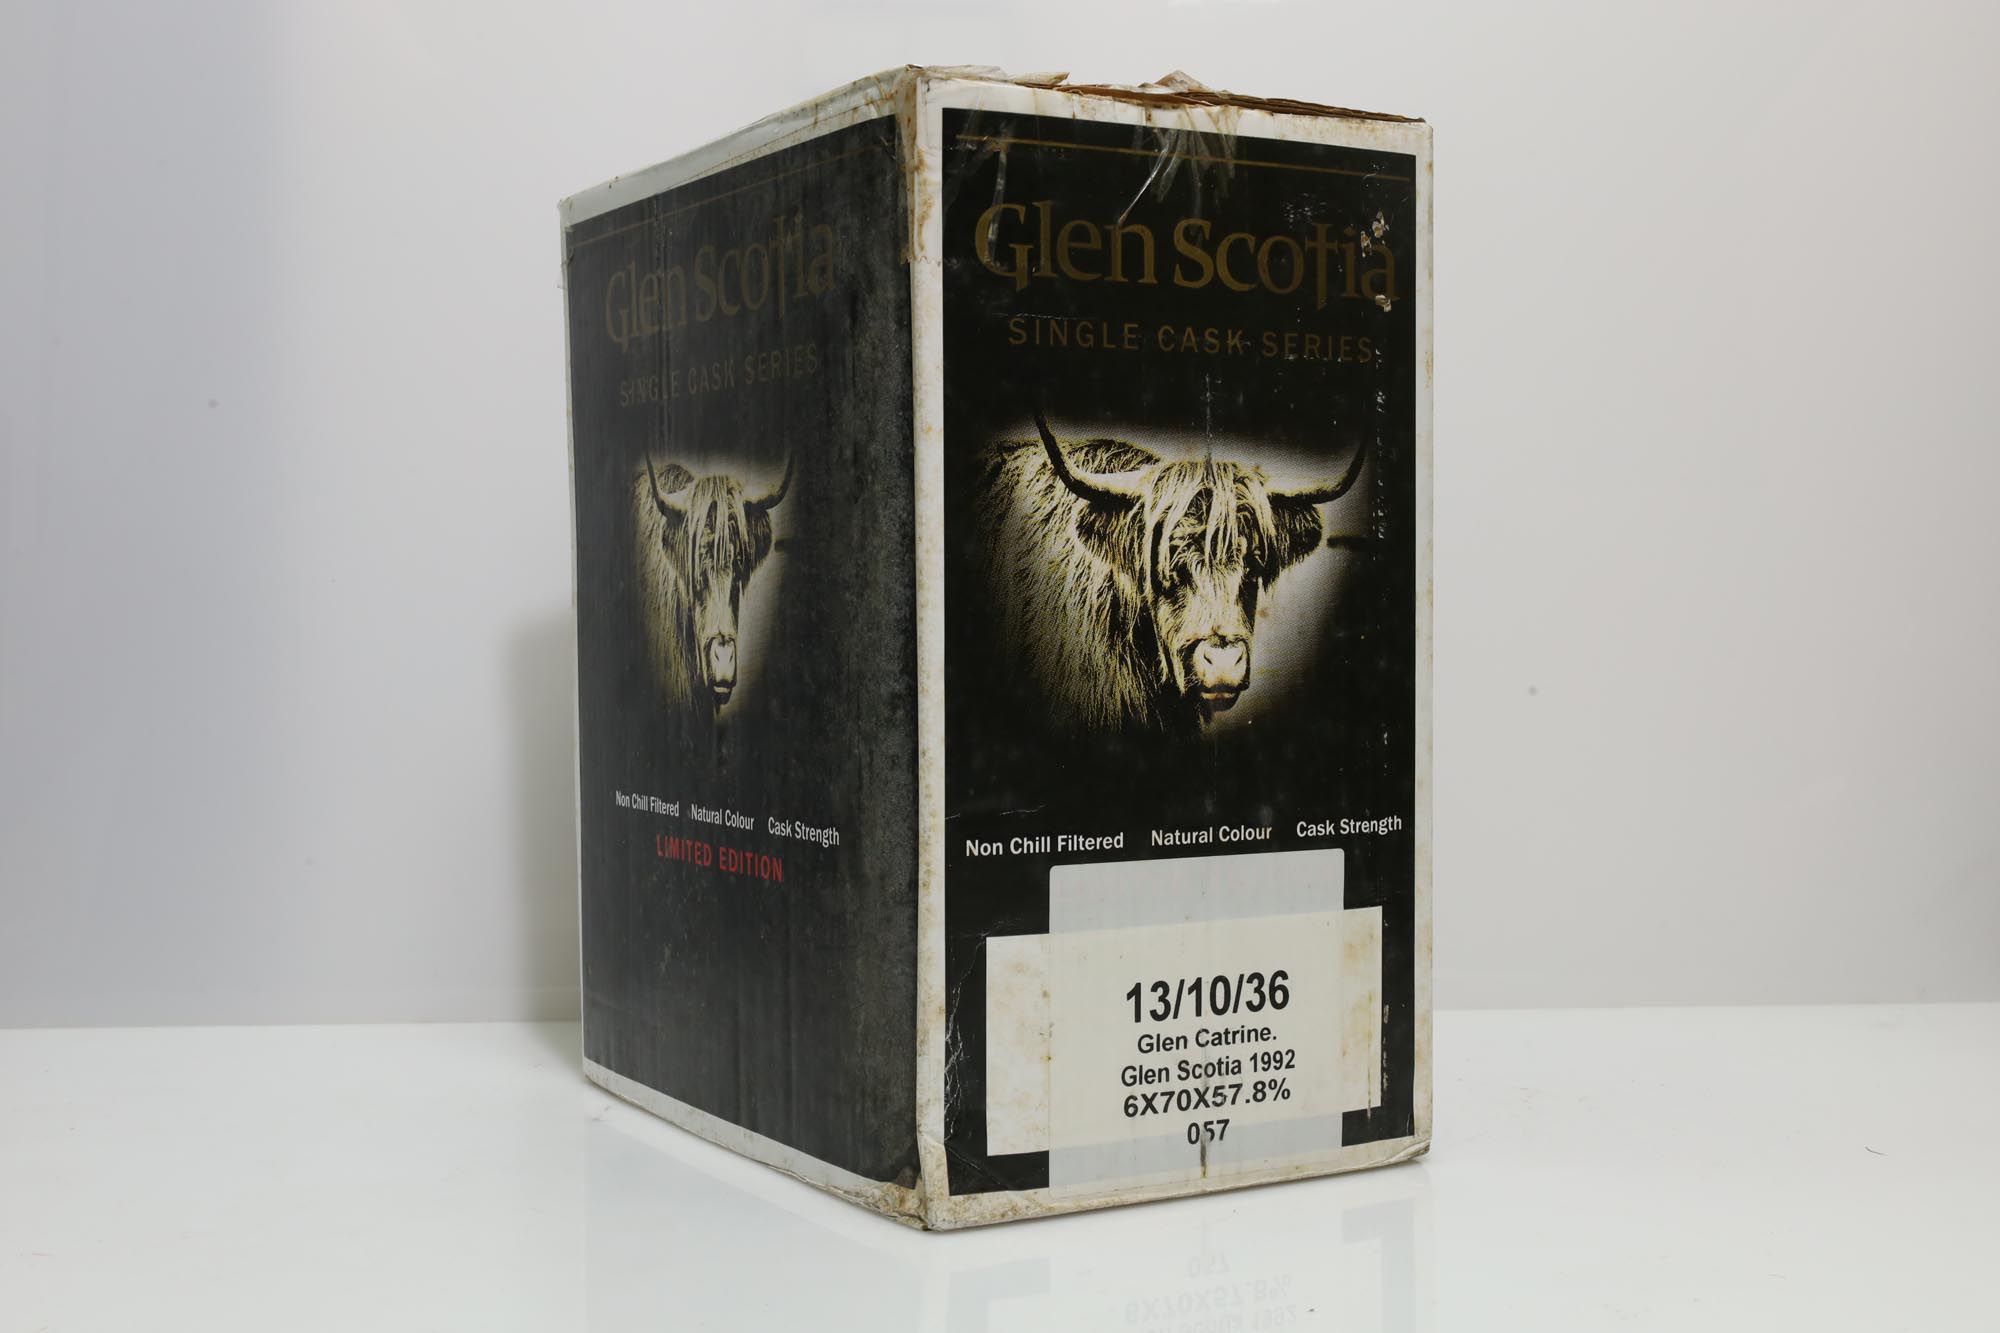 Glen Scotia
SINGLE CASK SERIES
Non Chill Filtered Natural Colour Cask Strength
LIMITED EDITION
Glen Scotia
SINGLE CASK SERIES
Non Chill Filtered Natural Colour Cask Strength
13/10/36
Glen Catrine.
Glen Scotia 1992
6X70X57.8%
057